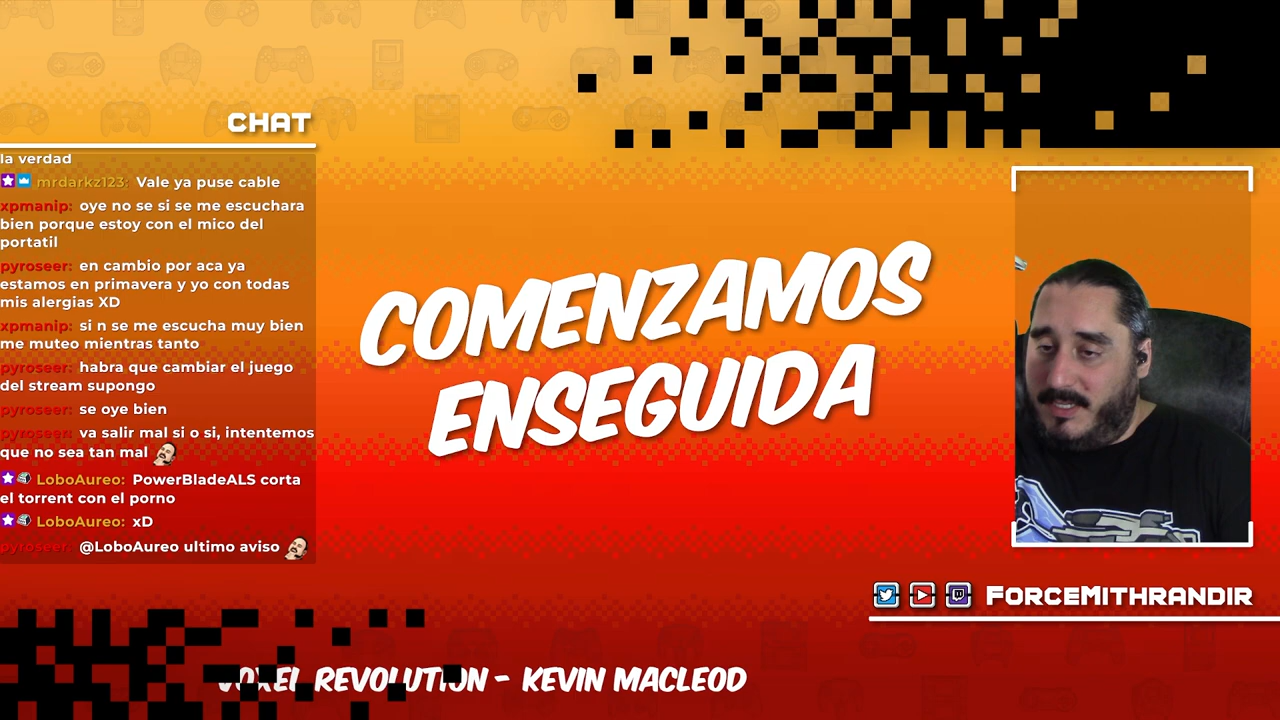 CHAT
la verdad
mrdarkz123: Vale ya puse cable
xpmanip: oye no se si se me escuchara
bien porque estoy con el mico del
portatil
pyroseer: en cambio por aca ya
estamos en primavera y yo con todas
mis alergias XD
xpmanip: si n se me escucha muy bien
me muteo mientras tanto
pyroseer: habra que cambiar el juego
del stream supongo
pyroseer: se oye bien
pyroseer: va salir mal si o si, intentemos
que no sea tan mal
LoboAureo: PowerBladeALS corta
el torrent con el porno
LoboAureo: xD
pyroseer: @LoboAureo ultimo aviso
COMENZAMOS
ENSEGUIDA
FORCEMITHRANDIR
VOXEL REVOLUTION - KEVIN MACLEOD